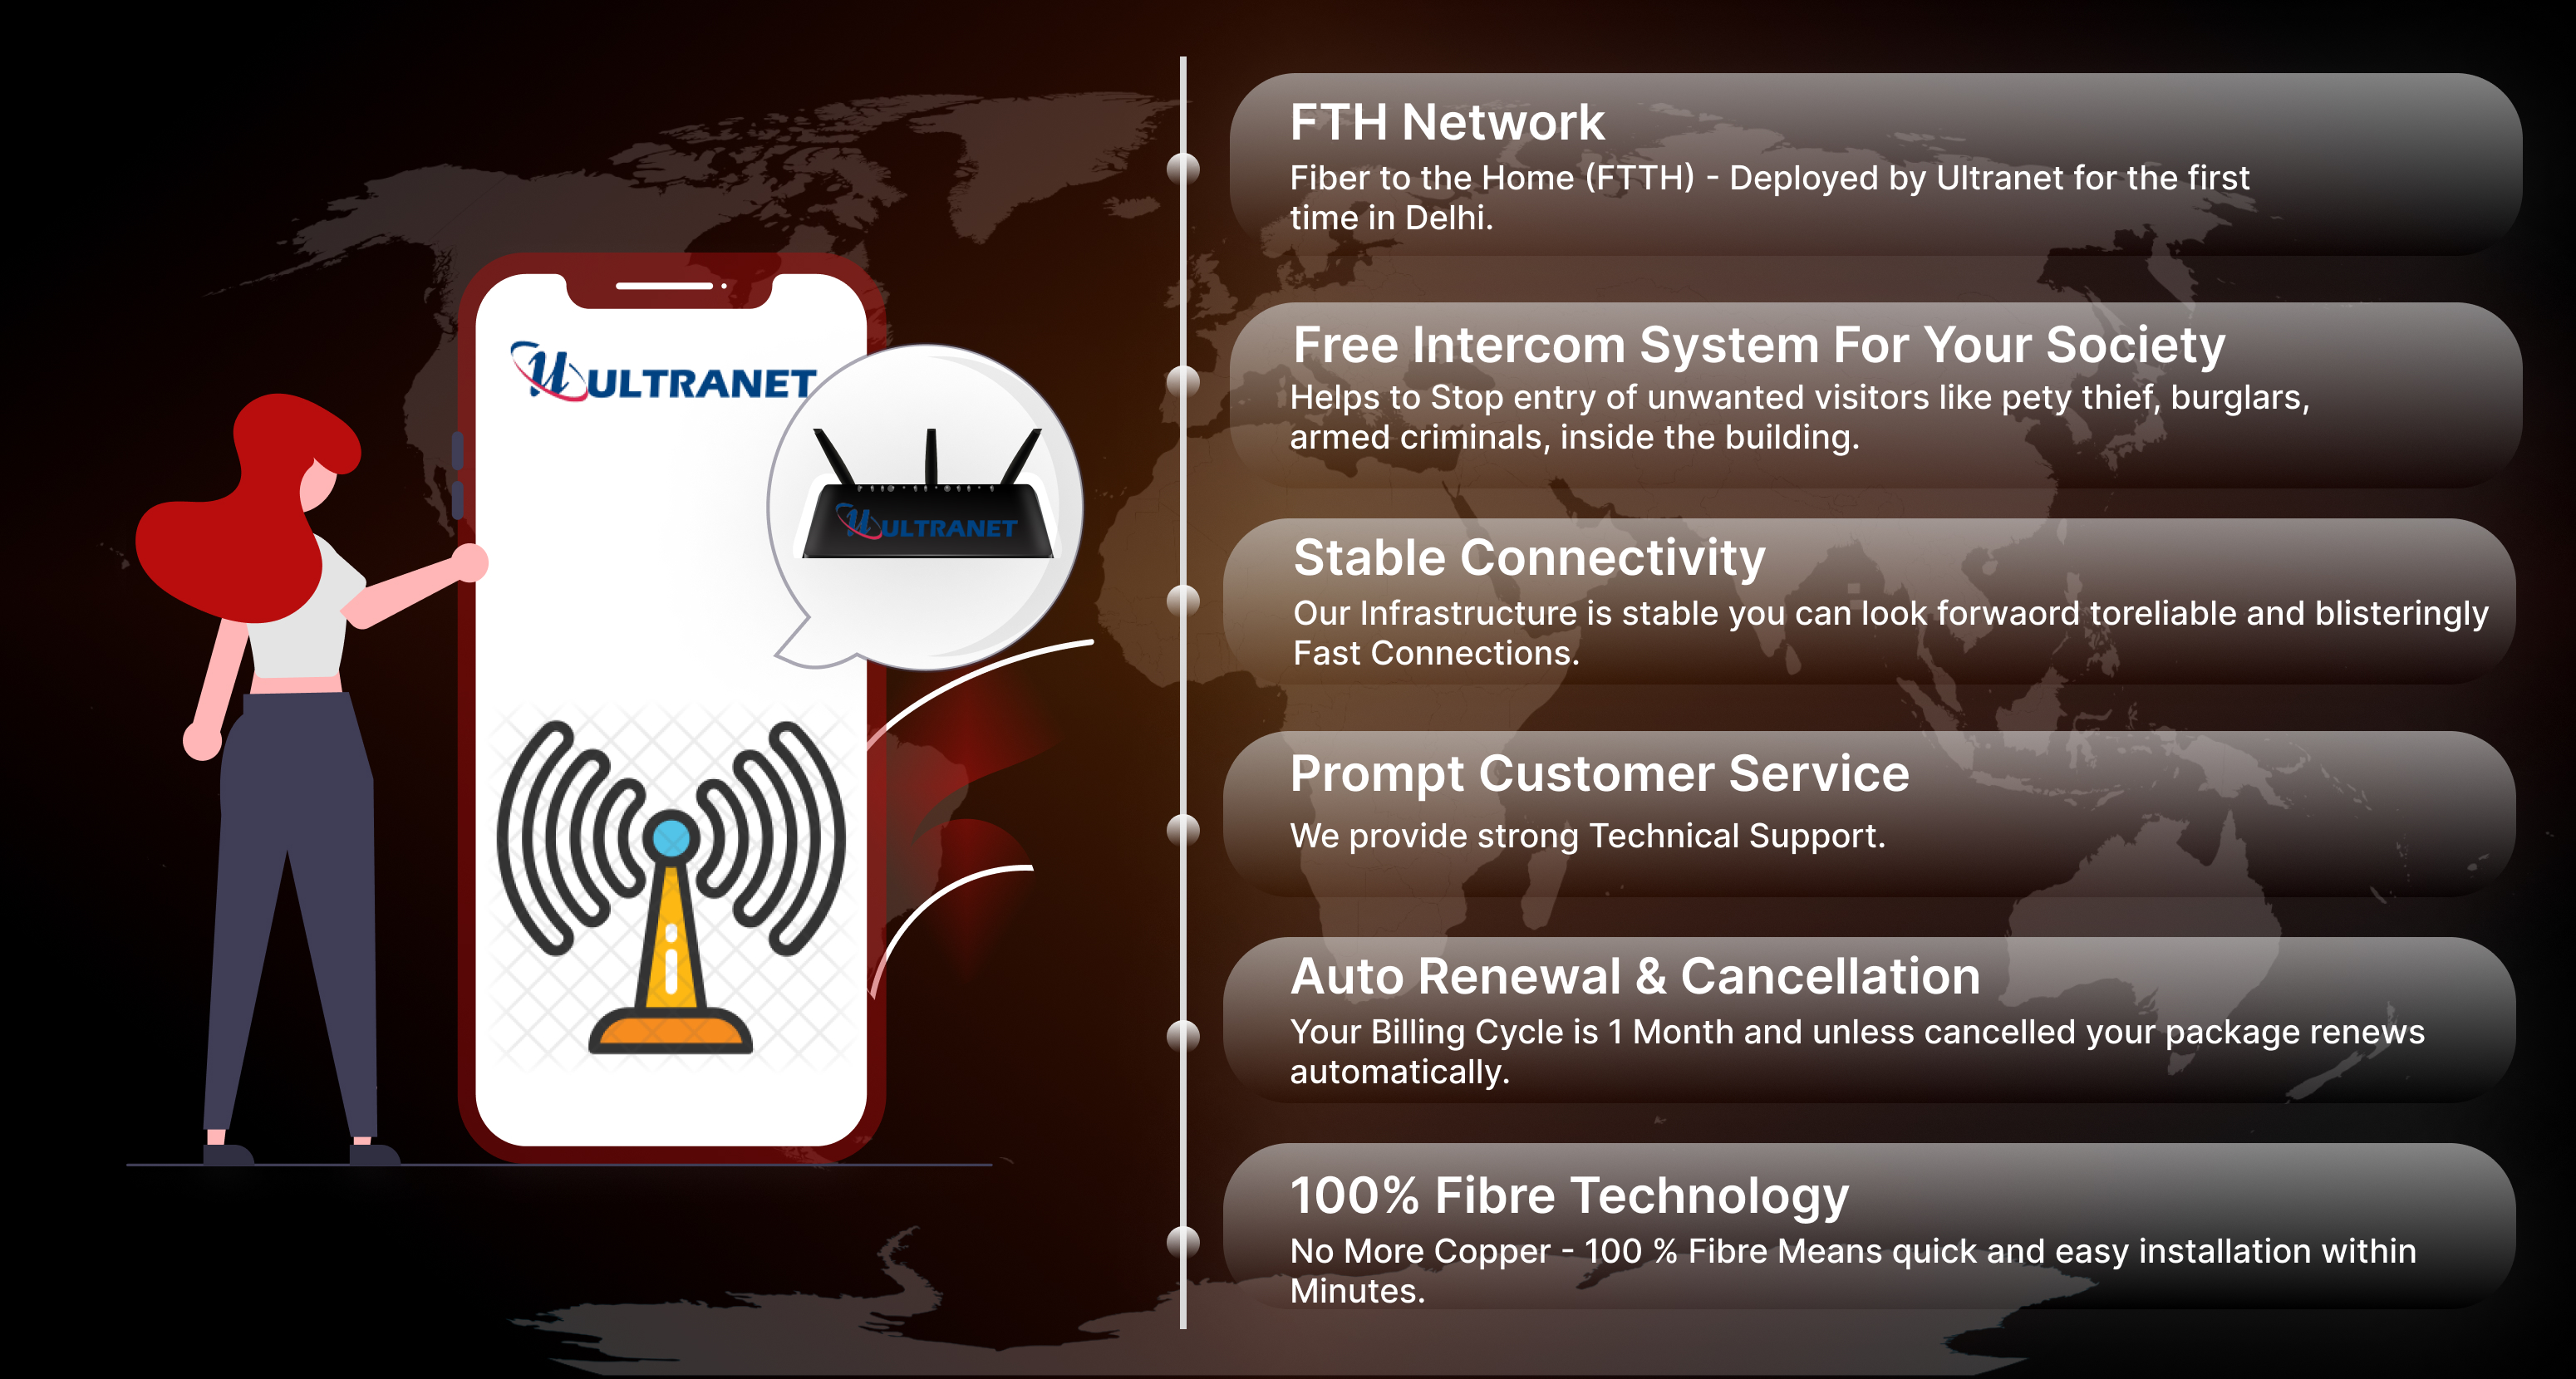 ULTRANET
ULTRANET
FTH Network
Fiber to the Home (FTTH) - Deployed by Ultranet for the first
time in Delhi.
Free Intercom System For Your Society
Helps to Stop entry of unwanted visitors like pety thief, burglars,
armed criminals, inside the building.
Stable Connectivity
Our Infrastructure is stable you can look forwaord toreliable and blisteringly
Fast Connections.
Prompt Customer Service
We provide strong Technical Support.
Auto Renewal & Cancellation
Your Billing Cycle is 1 Month and unless cancelled your package renews
automatically.
100% Fibre Technology
No More Copper - 100 % Fibre Means quick and easy installation within
Minutes.